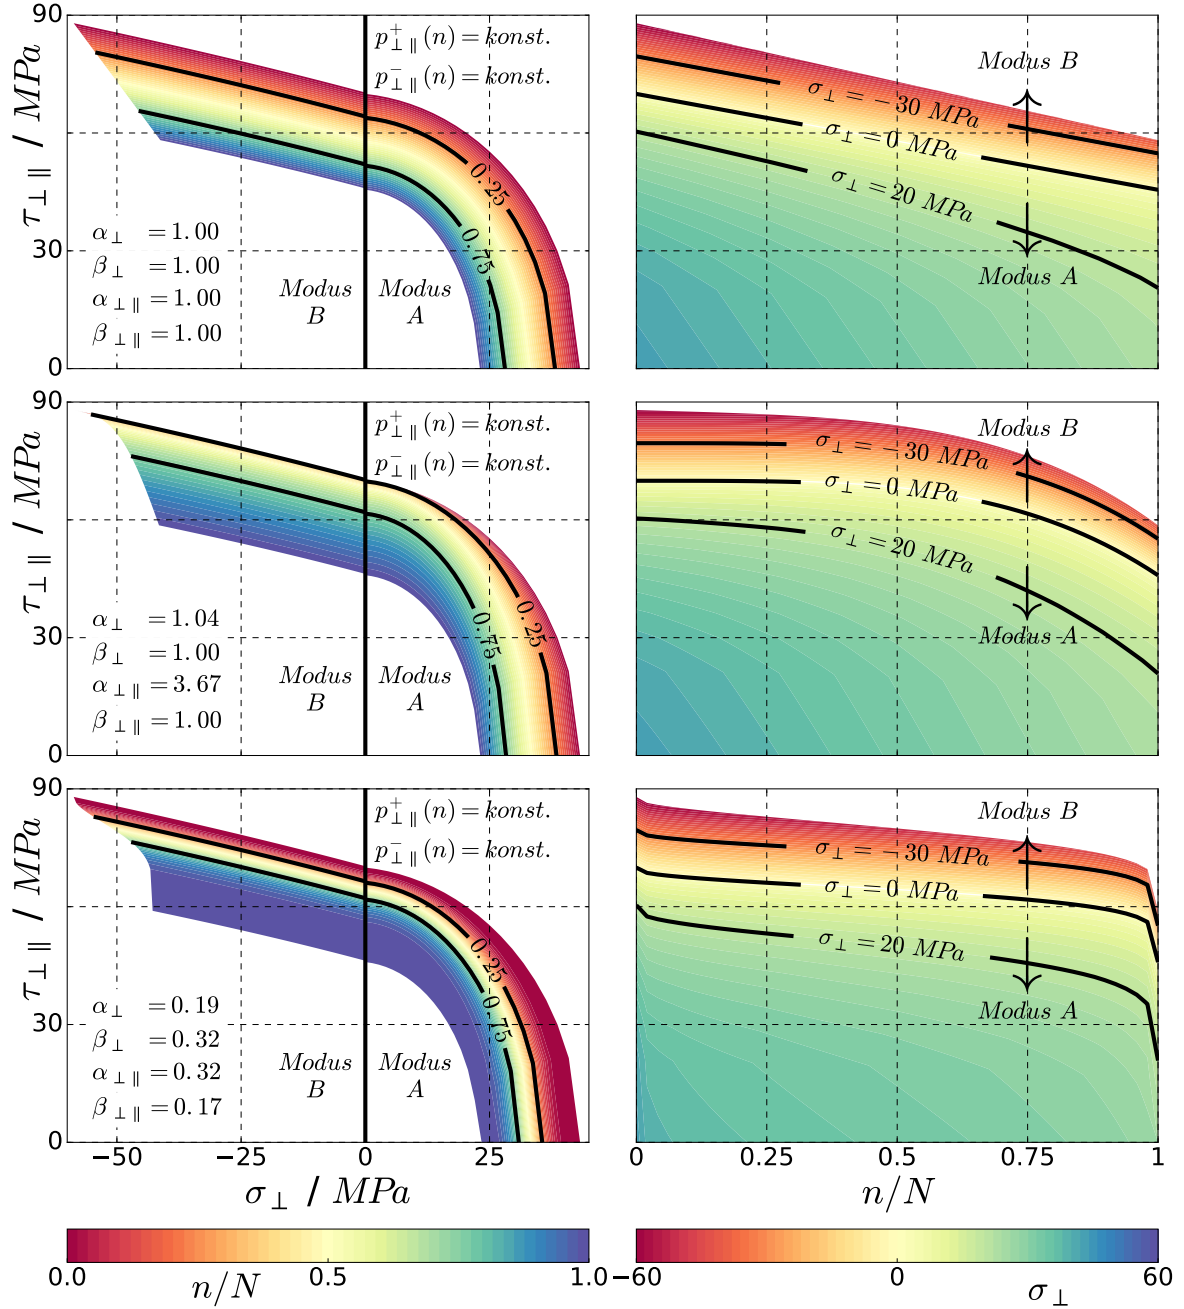 90
τ⊥∥ / MPa
30
0
p⁺⊥∥(n)=konst.
p⁻⊥∥(n)=konst.
0.25
0.75
α⊥ =1.00
β⊥ =1.00
α⊥∥=1.00
β⊥∥=1.00
Modus B
Modus A
Modus B
σ⊥=−30 MPa
σ⊥=0 MPa
σ⊥=20 MPa
Modus A
90
τ⊥∥ / MPa
30
0
p⁺⊥∥(n)=konst.
p⁻⊥∥(n)=konst.
0.25
0.75
α⊥ =1.04
β⊥ =1.00
α⊥∥=3.67
β⊥∥=1.00
Modus B
Modus A
Modus B
σ⊥=−30 MPa
σ⊥=0 MPa
σ⊥=20 MPa
Modus A
90
τ⊥∥ / MPa
30
0
p⁺⊥∥(n)=konst.
p⁻⊥∥(n)=konst.
0.25
0.75
α⊥ =0.19
β⊥ =0.32
α⊥∥=0.32
β⊥∥=0.17
Modus B
Modus A
−50 −25 0 25
σ⊥ / MPa
Modus B
σ⊥=−30 MPa
σ⊥=0 MPa
σ⊥=20 MPa
Modus A
0 0.25 0.5 0.75 1
n/N
0.0 0.5 1.0
n/N
−60 0 60
σ⊥